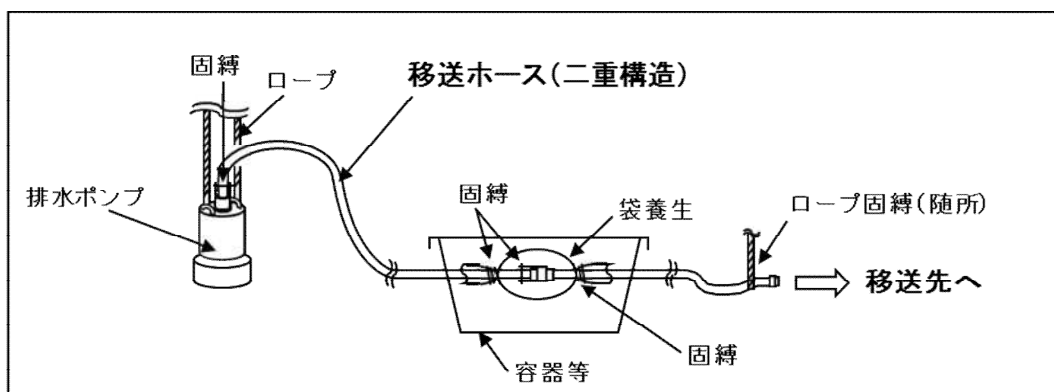 固縛
ロープ
移送ホース(二重構造)
排水ポンプ
固縛
袋養生
ロープ固縛(随所)
移送先へ
固縛
容器等